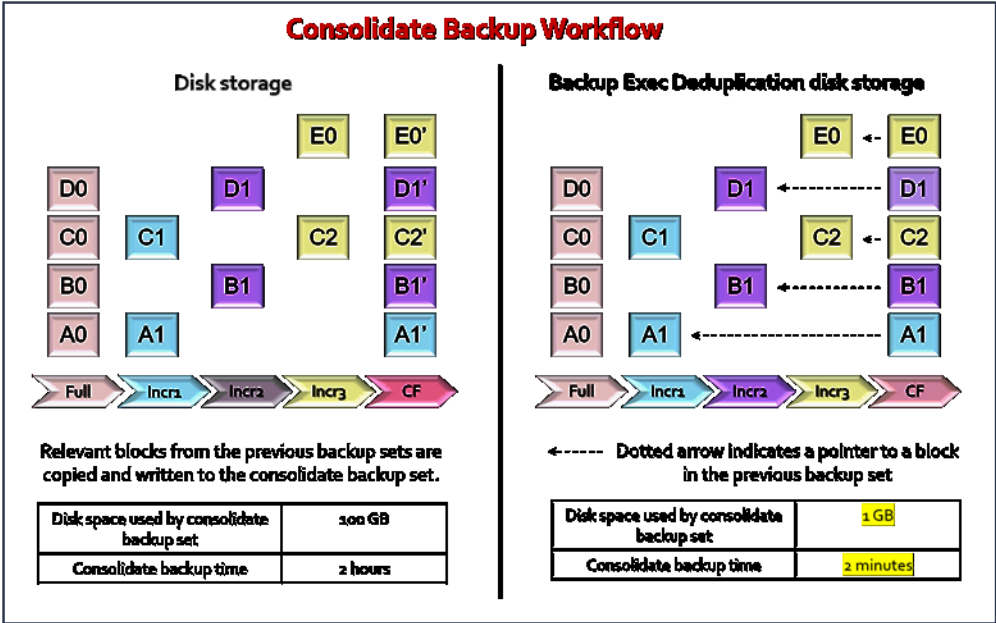 Consolidate Backup Workflow
Disk storage
E0 E0’
D0 D1 D1’
C0 C1 C2 C2’
B0 B1 B1’
A0 A1 A1’
Full Incr1 Incr2 Incr3 CF
Relevant blocks from the previous backup sets are
copied and written to the consolidate backup set.
Disk space used by consolidate 100 GB
backup set
Consolidate backup time 2 hours
Backup Exec Deduplication disk storage
E0 E0
D0 D1 D1
C0 C1 C2 C2
B0 B1 B1
A0 A1 A1
Full Incr1 Incr2 Incr3 CF
Dotted arrow indicates a pointer to a block
in the previous backup set
Disk space used by consolidate 1 GB
backup set
Consolidate backup time 2 minutes